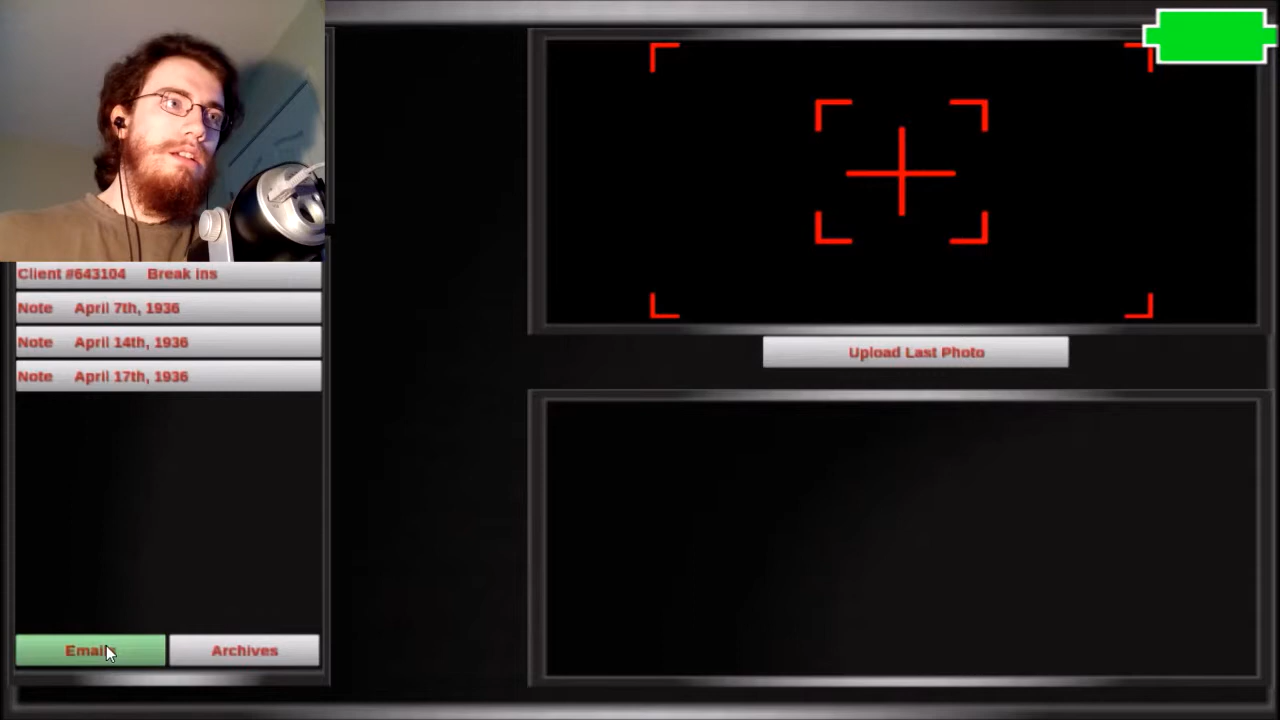 Client #643104 Break ins
Note April 7th, 1936
Note April 14th, 1936
Note April 17th, 1936
Upload Last Photo
Emails Archives